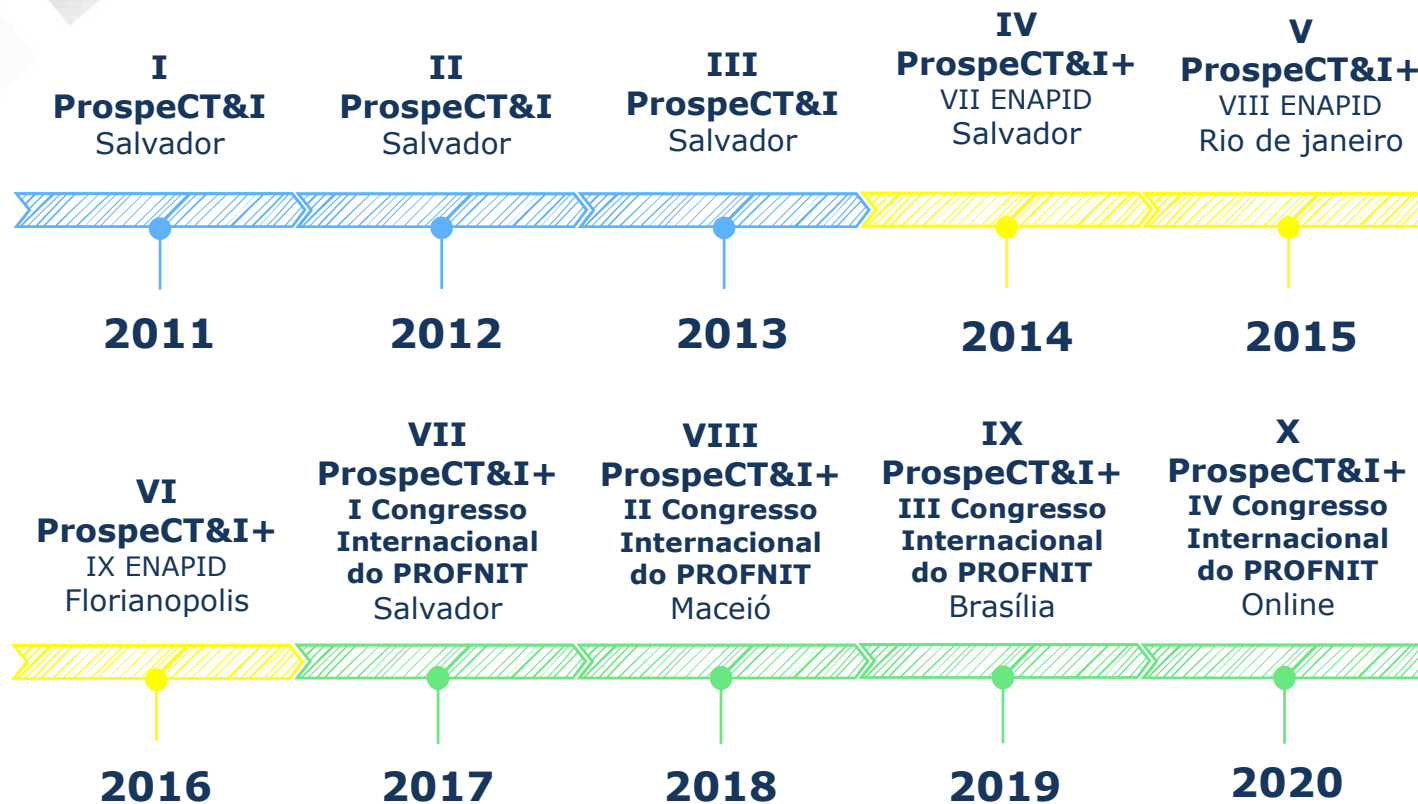 I
ProspeCT&I
Salvador
II
ProspeCT&I
Salvador
III
ProspeCT&I
Salvador
IV
ProspeCT&I+
VII ENAPID
Salvador
V
ProspeCT&I+
VIII ENAPID
Rio de janeiro
2011
2012
2013
2014
2015
VI
ProspeCT&I+
IX ENAPID
Florianopolis
VII
ProspeCT&I+
I Congresso
Internacional
do PROFNIT
Salvador
VIII
ProspeCT&I+
II Congresso
Internacional
do PROFNIT
Maceió
IX
ProspeCT&I+
III Congresso
Internacional
do PROFNIT
Brasília
X
ProspeCT&I+
IV Congresso
Internacional
do PROFNIT
Online
2016
2017
2018
2019
2020